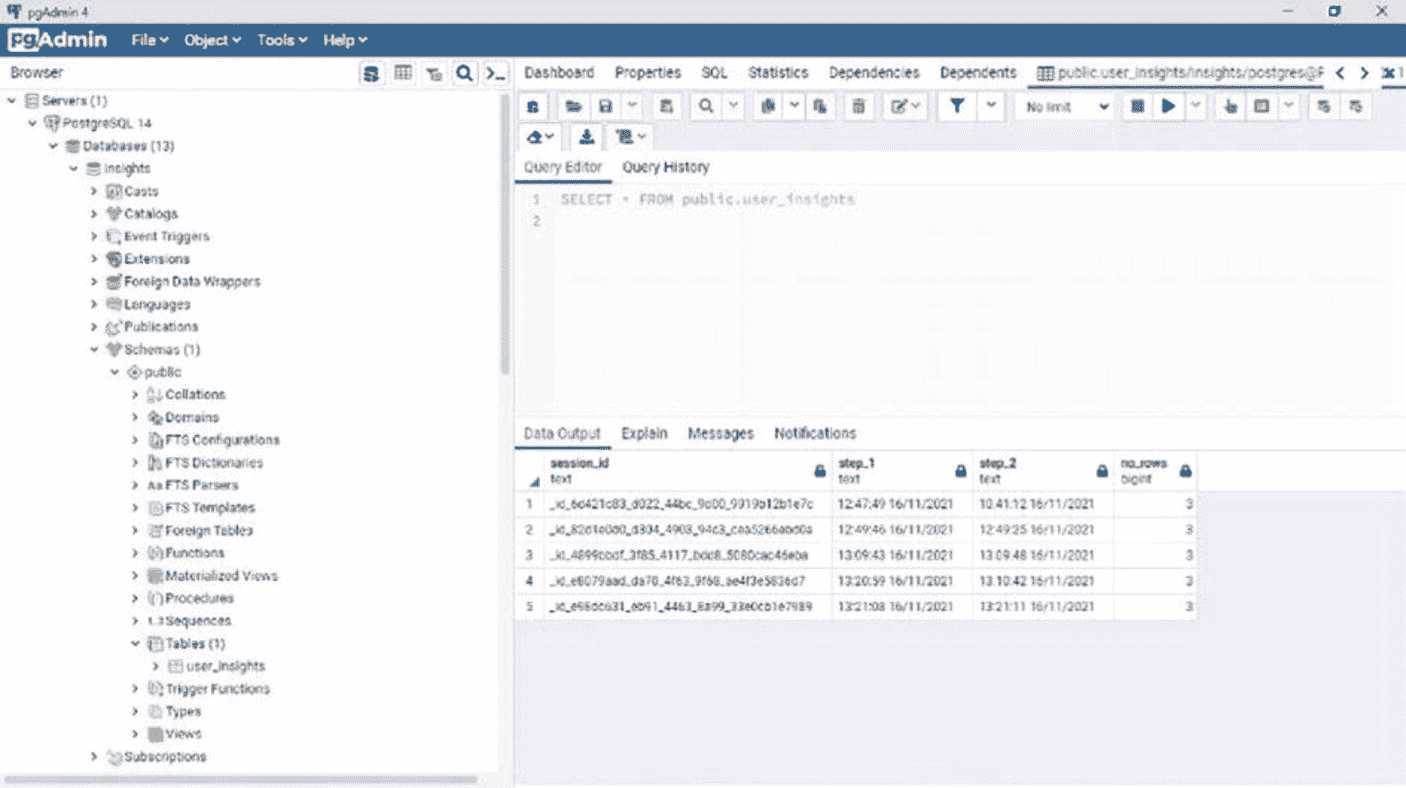 pgAdmin 4
pgAdmin File Object Tools Help
Browser
Servers (1)
PostgreSQL 14
Databases (13)
Insights
Casts
Catalogs
Event Triggers
Extensions
Foreign Data Wrappers
Languages
Publications
Schemas (1)
public
Collations
Domains
FTS Configurations
FTS Dictionaries
FTS Parsers
FTS Templates
Foreign Tables
Functions
Materialized Views
Procedures
Sequences
Tables (1)
user_insights
Trigger Functions
Types
Views
Subscriptions
Dashboard Properties SQL Statistics Dependencies Dependents public.user_insights/insights/postgres@P
No limit
Query Editor Query History
1 SELECT * FROM public.user_insights
2
Data Output Explain Messages Notifications
session_id step_1 step_2 no_rows
text text text bigint
1 12:47:49 16/11/2021 10:41:12 16/11/2021 3
2 12:49:46 16/11/2021 12:49:25 16/11/2021 3
3 13:09:43 16/11/2021 13:09:48 16/11/2021 3
4 13:20:59 16/11/2021 13:10:42 16/11/2021 3
5 13:21:08 16/11/2021 13:21:11 16/11/2021 3